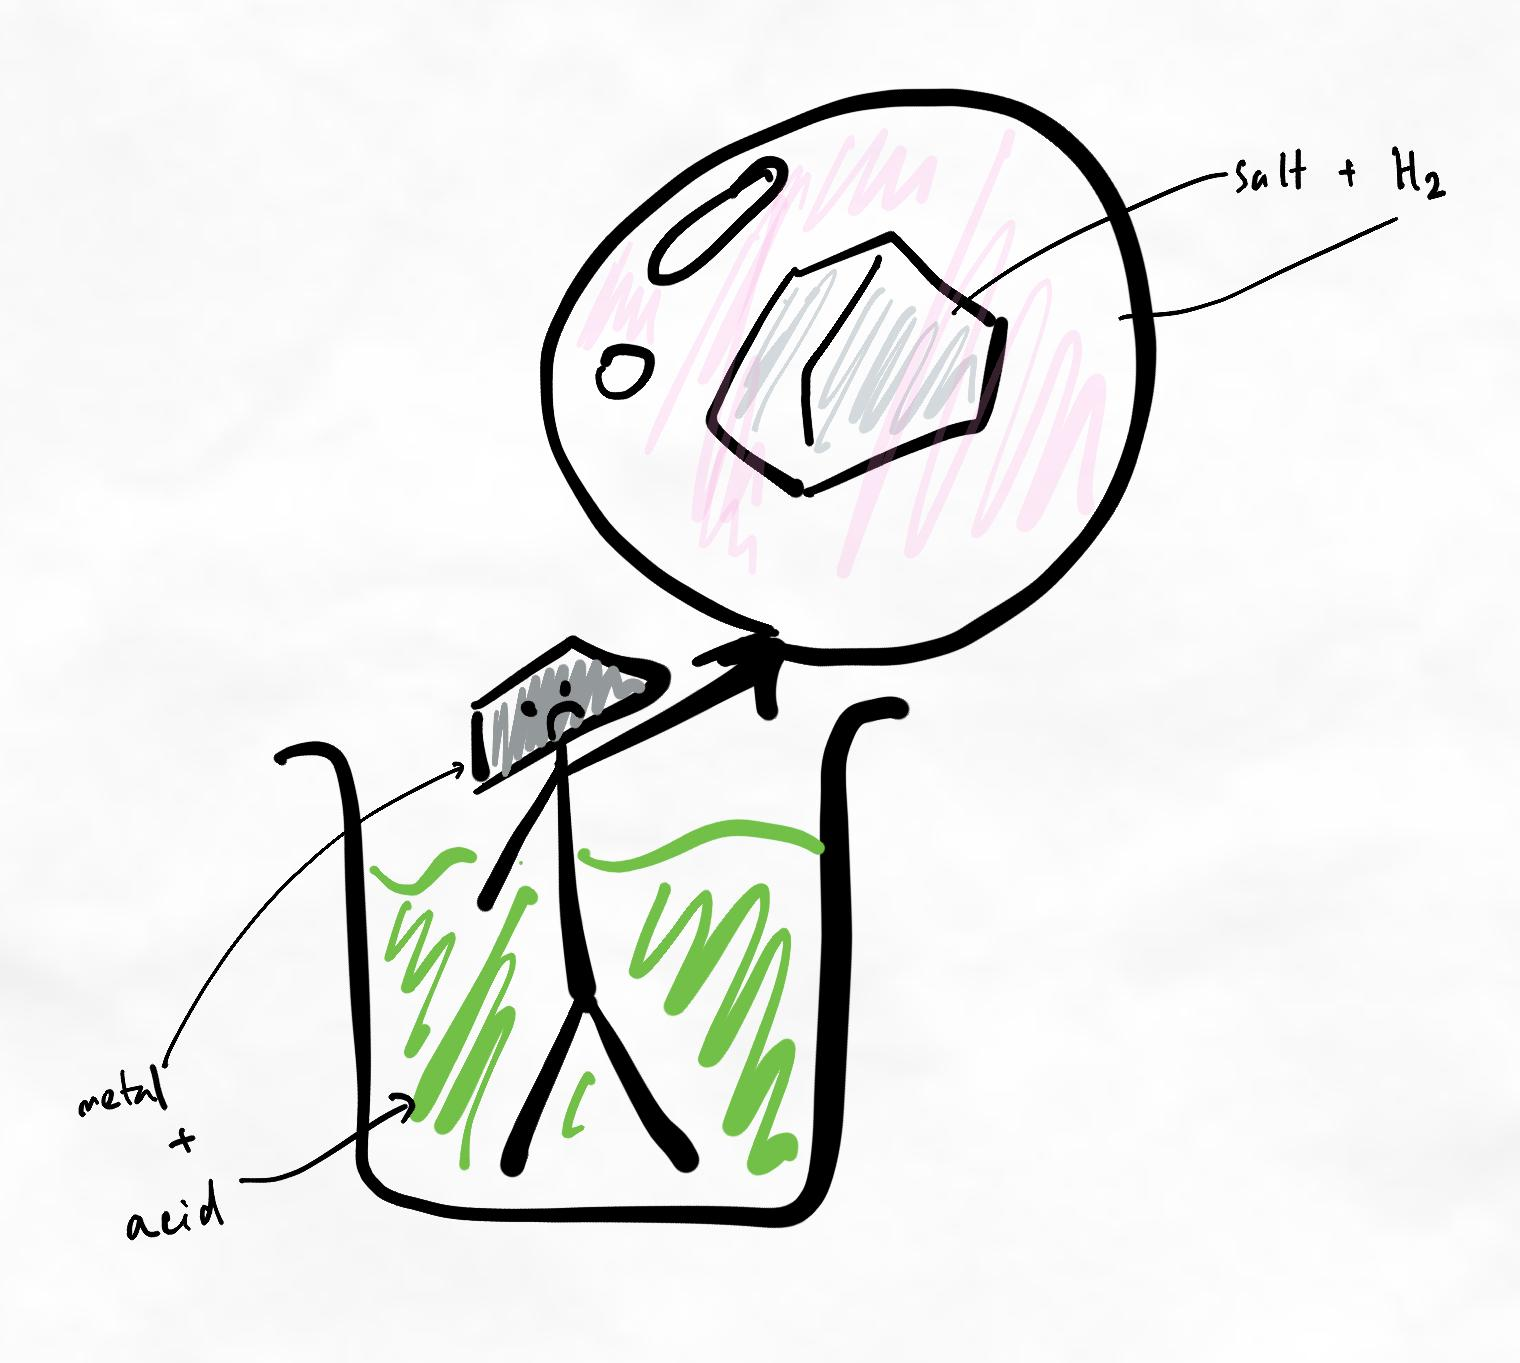 salt + H₂
metal
+
acid